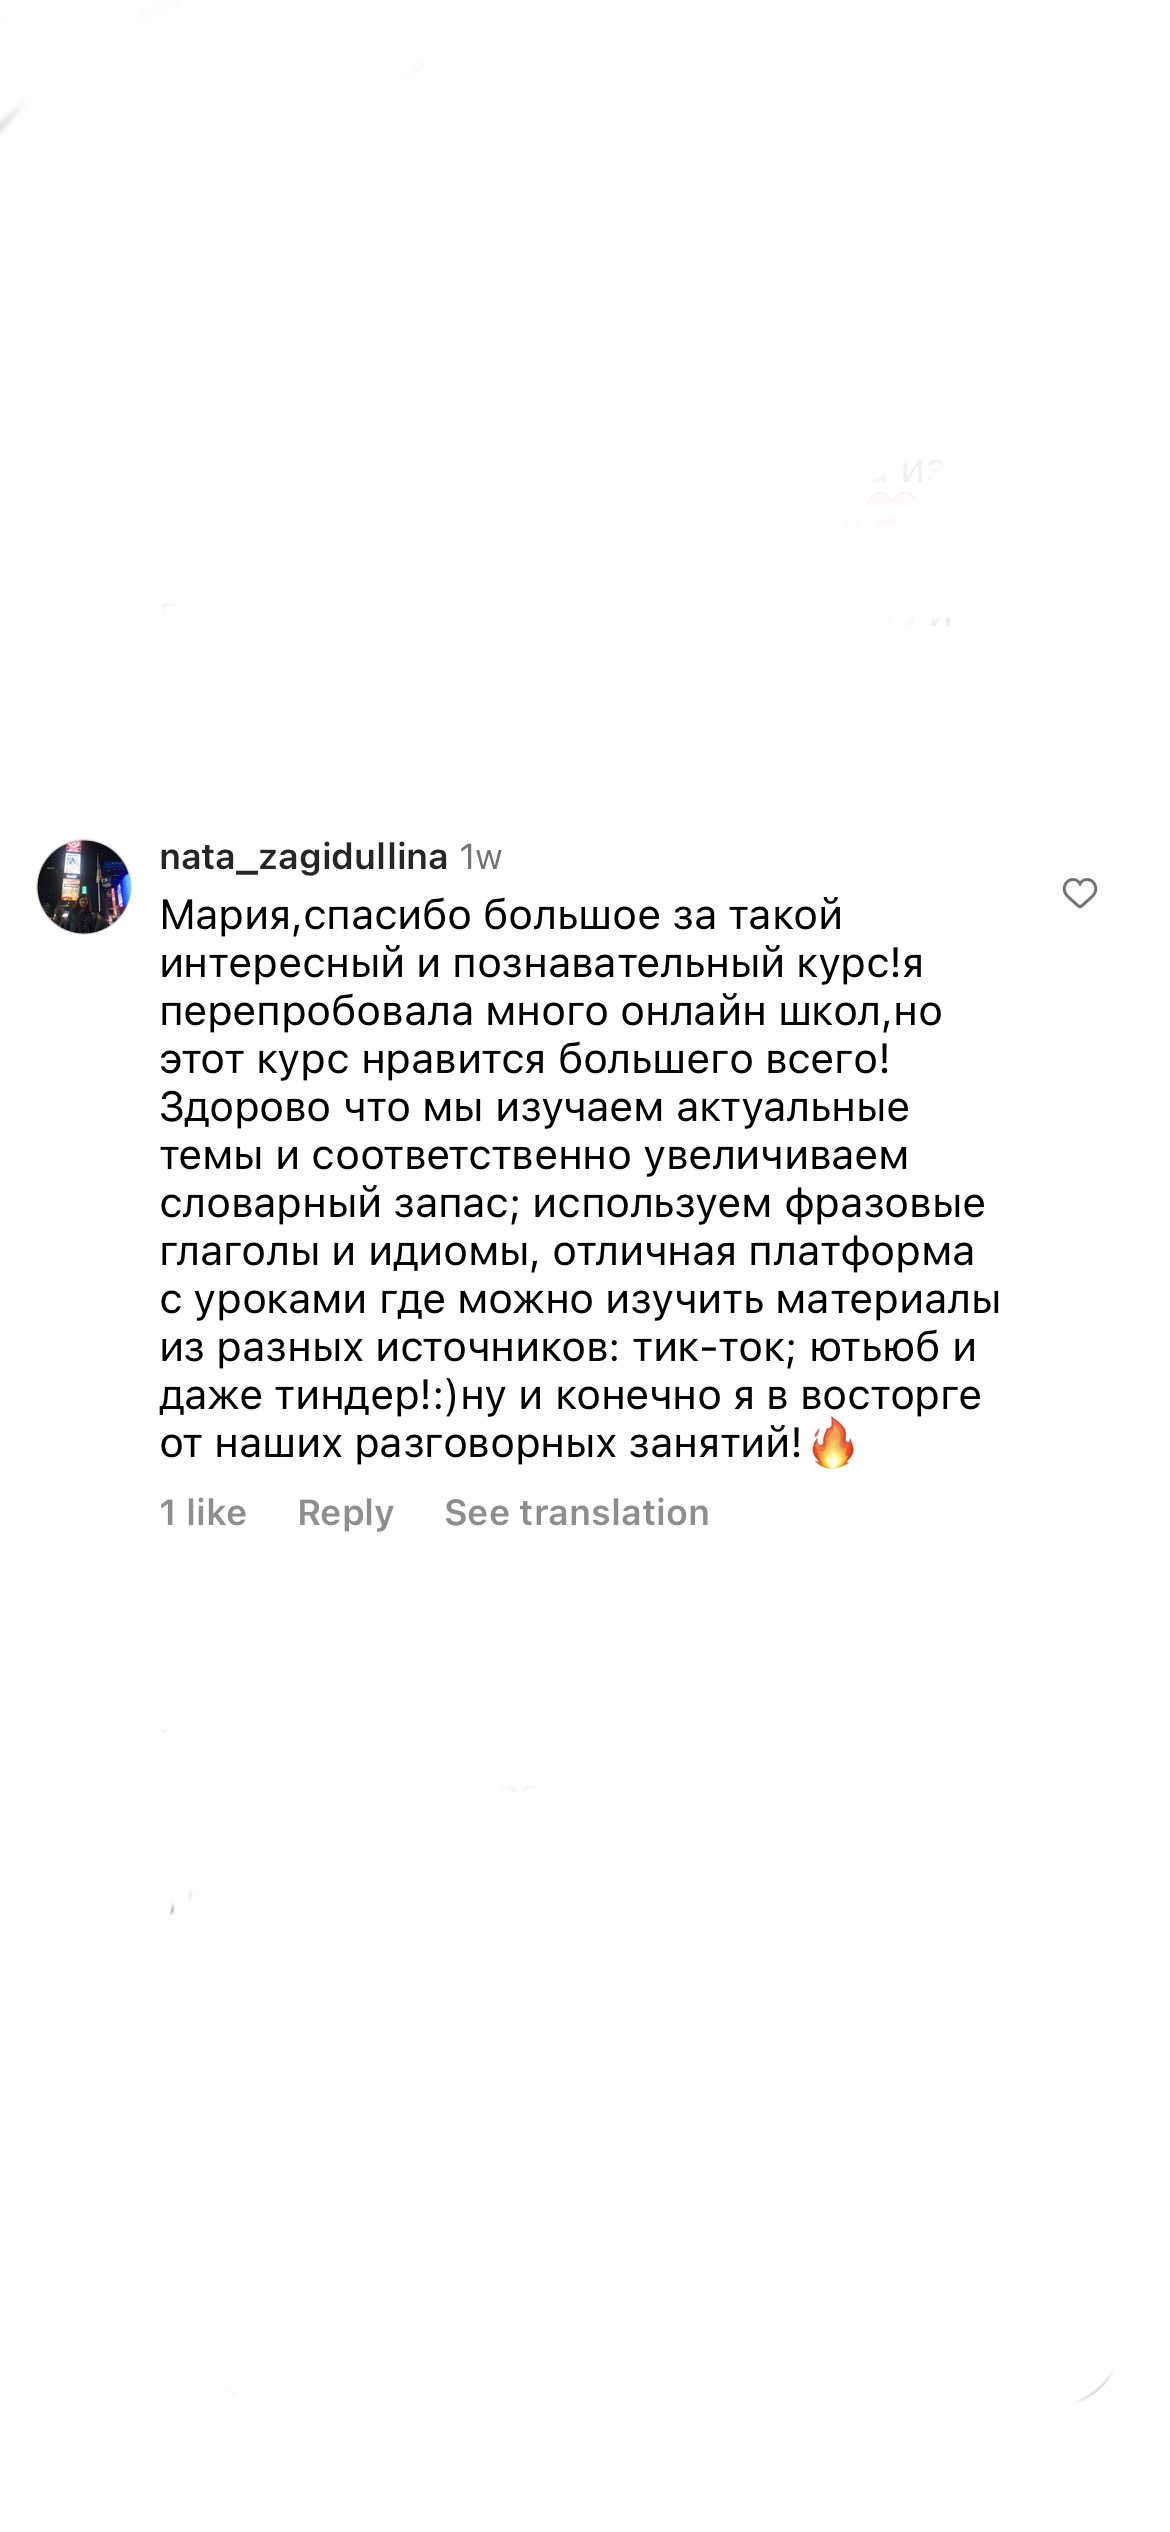 nata_zagidullina 1w
Мария,спасибо большое за такой
интересный и познавательный курс!я
перепробовала много онлайн школ,но
этот курс нравится большего всего!
Здорово что мы изучаем актуальные
темы и соответственно увеличиваем
словарный запас; используем фразовые
глаголы и идиомы, отличная платформа
с уроками где можно изучить материалы
из разных источников: тик-ток; ютьюб и
даже тиндер!:)ну и конечно я в восторге
от наших разговорных занятий!🔥
1 like Reply See translation